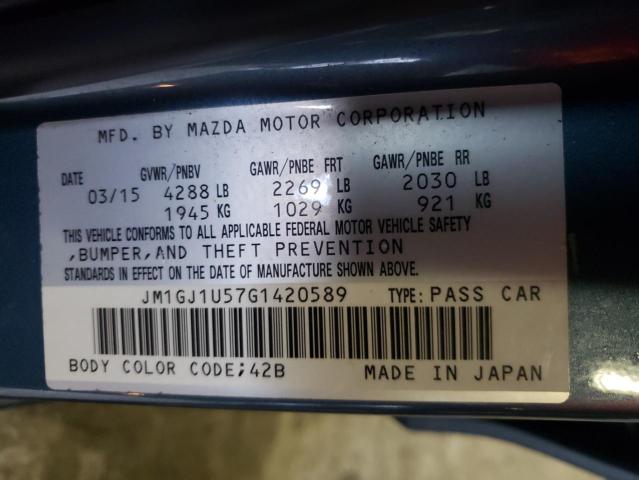 MFD. BY MAZDA MOTOR CORPORATION
DATE GVWR/PNBV GAWR/PNBE FRT GAWR/PNBE RR
03/15 4288 LB 2269 LB 2030 LB
1945 KG 1029 KG 921 KG
THIS VEHICLE CONFORMS TO ALL APPLICABLE FEDERAL MOTOR VEHICLE SAFETY
,BUMPER,AND THEFT PREVENTION
STANDARDS IN EFFECT ON THE DATE OF MANUFACTURE SHOWN ABOVE.
JM1GJ1U57G1420589 TYPE: PASS CAR
BODY COLOR CODE;42B MADE IN JAPAN